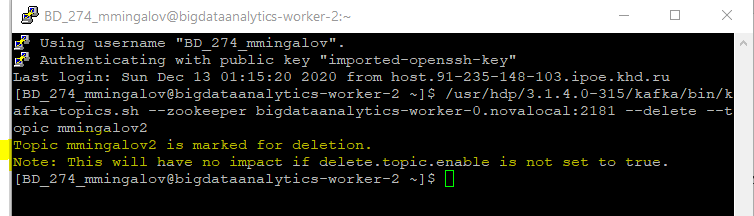 BD_274_mmingalov@bigdataanalytics-worker-2:~
Using username "BD_274_mmingalov".
Authenticating with public key "imported-openssh-key"
Last login: Sun Dec 13 01:15:20 2020 from host.91-235-148-103.ipoe.khd.ru
[BD_274_mmingalov@bigdataanalytics-worker-2 ~]$ /usr/hdp/3.1.4.0-315/kafka/bin/k
afka-topics.sh --zookeeper bigdataanalytics-worker-0.novalocal:2181 --delete --t
opic mmingalov2
Topic mmingalov2 is marked for deletion.
Note: This will have no impact if delete.topic.enable is not set to true.
[BD_274_mmingalov@bigdataanalytics-worker-2 ~]$